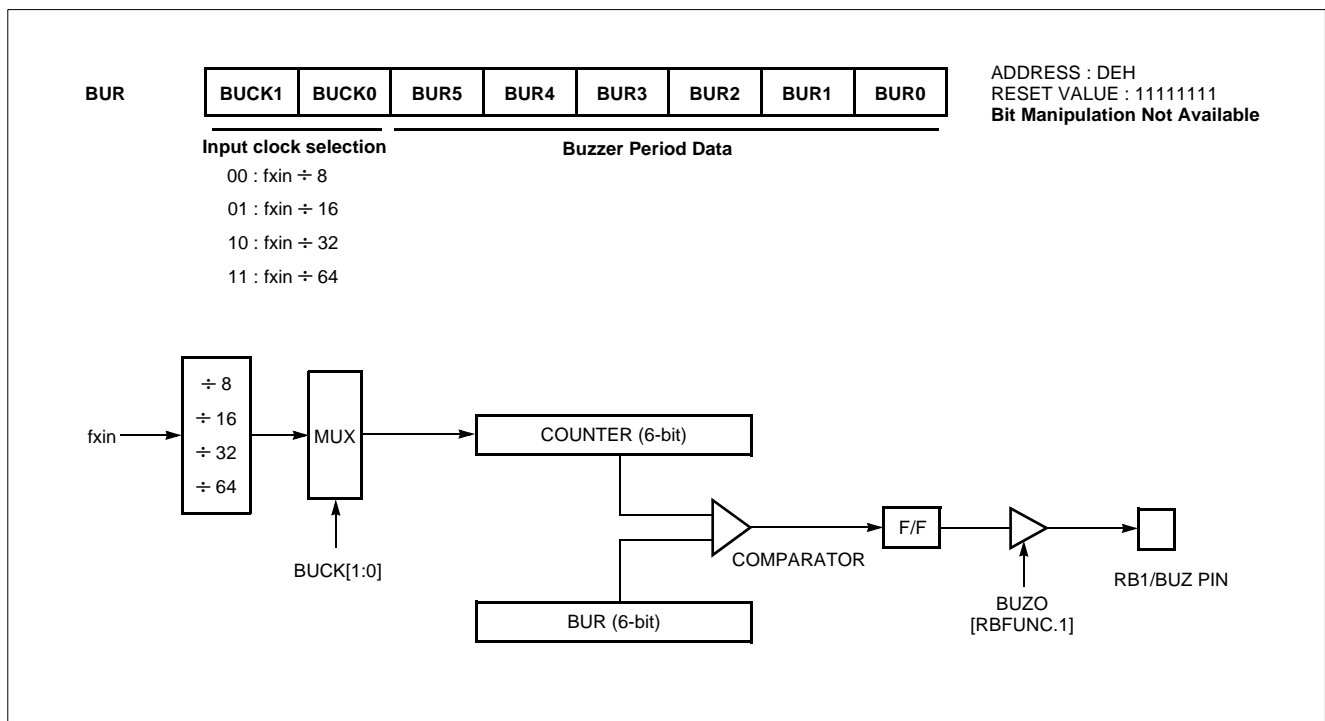 BUR
BUCK1 BUCK0 BUR5 BUR4 BUR3 BUR2 BUR1 BUR0
ADDRESS : DEH
RESET VALUE : 11111111
Bit Manipulation Not Available
Input clock selection
Buzzer Period Data
00 : fxin ÷ 8
01 : fxin ÷ 16
10 : fxin ÷ 32
11 : fxin ÷ 64
fxin
÷ 8
÷ 16
÷ 32
÷ 64
MUX
BUCK[1:0]
COUNTER (6-bit)
COMPARATOR
BUR (6-bit)
F/F
BUZO
[RBFUNC.1]
RB1/BUZ PIN